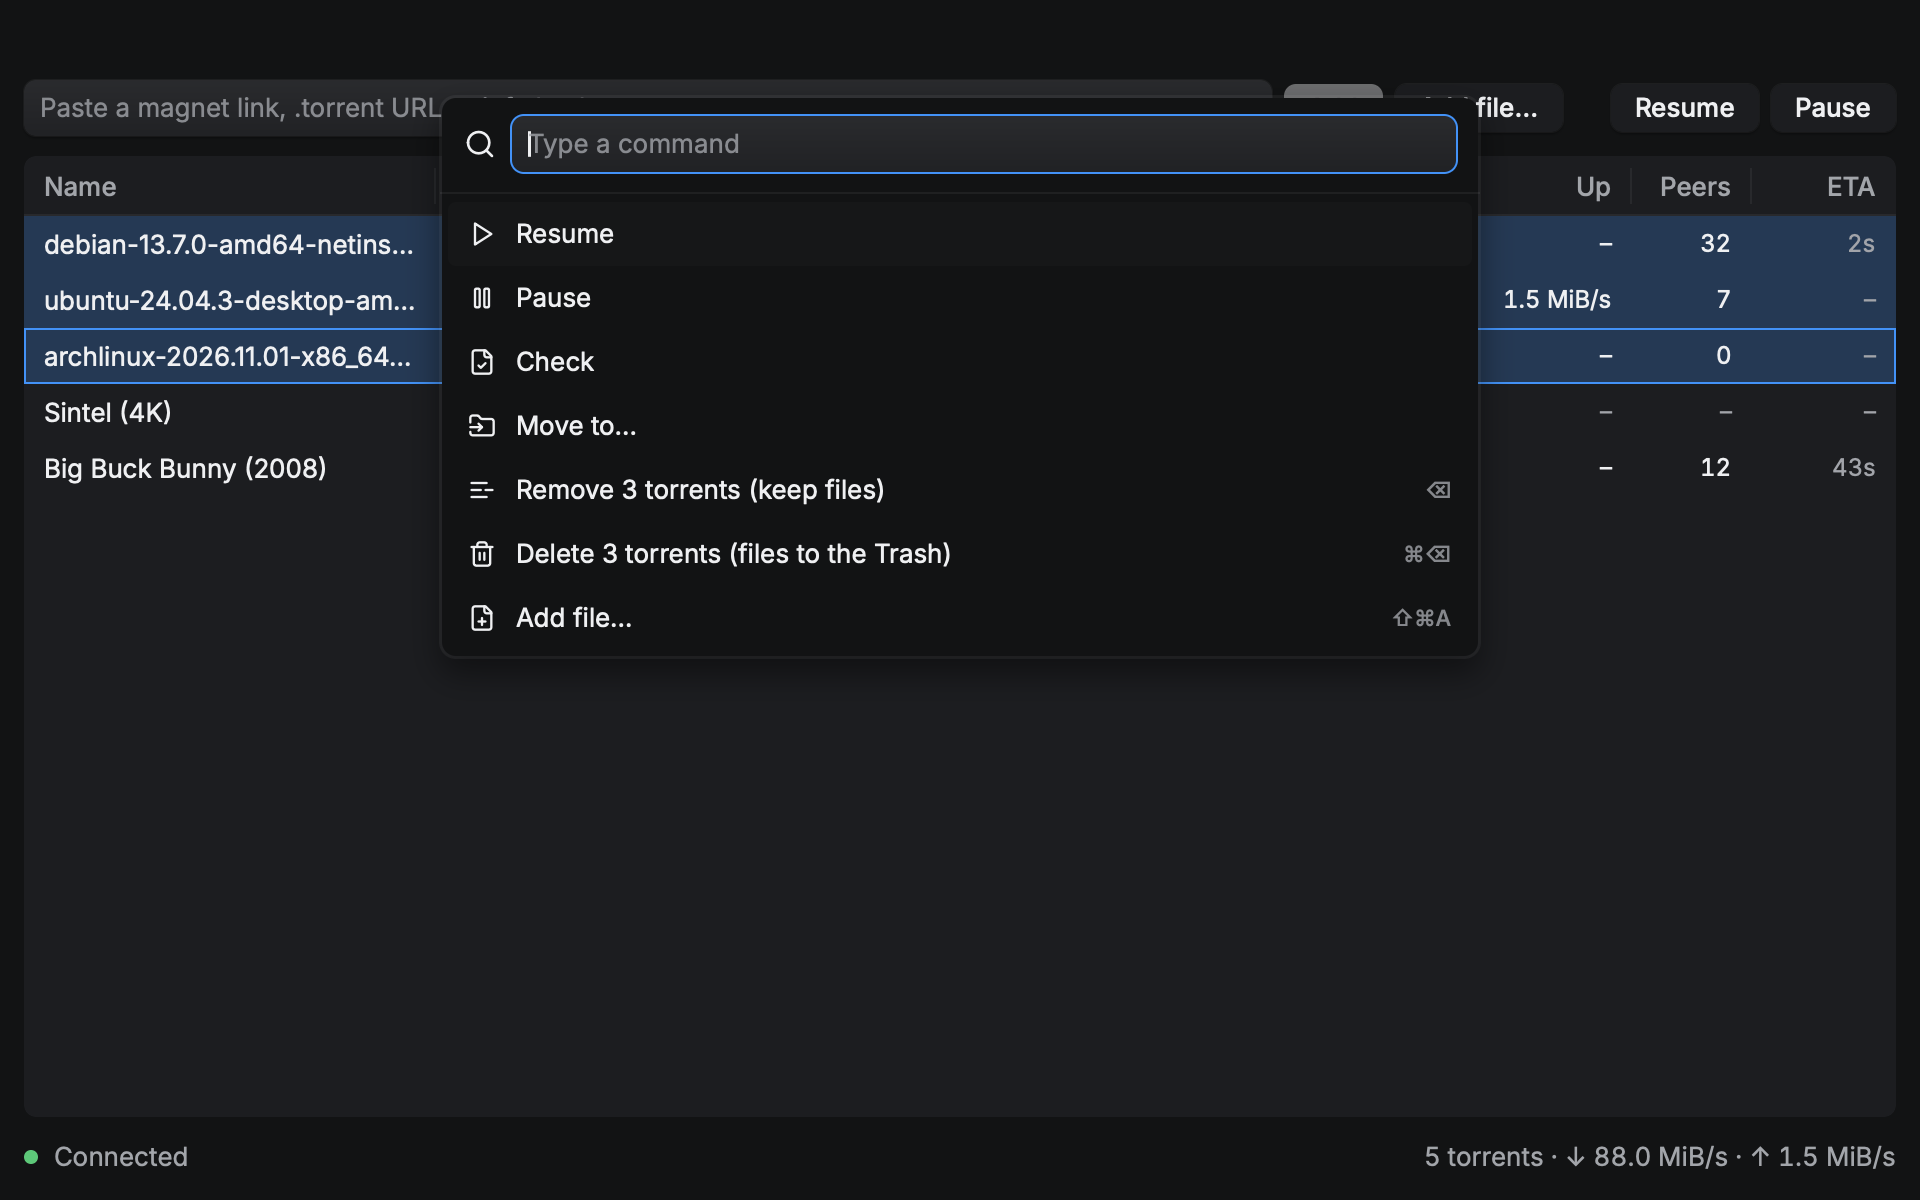 Paste a magnet link, .torrent URL
file...
Resume
Pause
Type a command
Name
Up
Peers
ETA
Resume
debian-13.7.0-amd64-netins...
– 32 2s
Pause
ubuntu-24.04.3-desktop-am...
1.5 MiB/s 7 –
Check
archlinux-2026.11.01-x86_64...
– 0 –
Move to...
Sintel (4K)
– – –
Remove 3 torrents (keep files) ⌫
Big Buck Bunny (2008)
– 12 43s
Delete 3 torrents (files to the Trash) ⌘⌫
Add file... ⇧⌘A
Connected
5 torrents · ↓ 88.0 MiB/s · ↑ 1.5 MiB/s